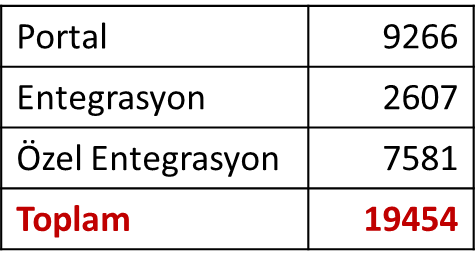 Portal 9266
Entegrasyon 2607
Özel Entegrasyon 7581
Toplam 19454